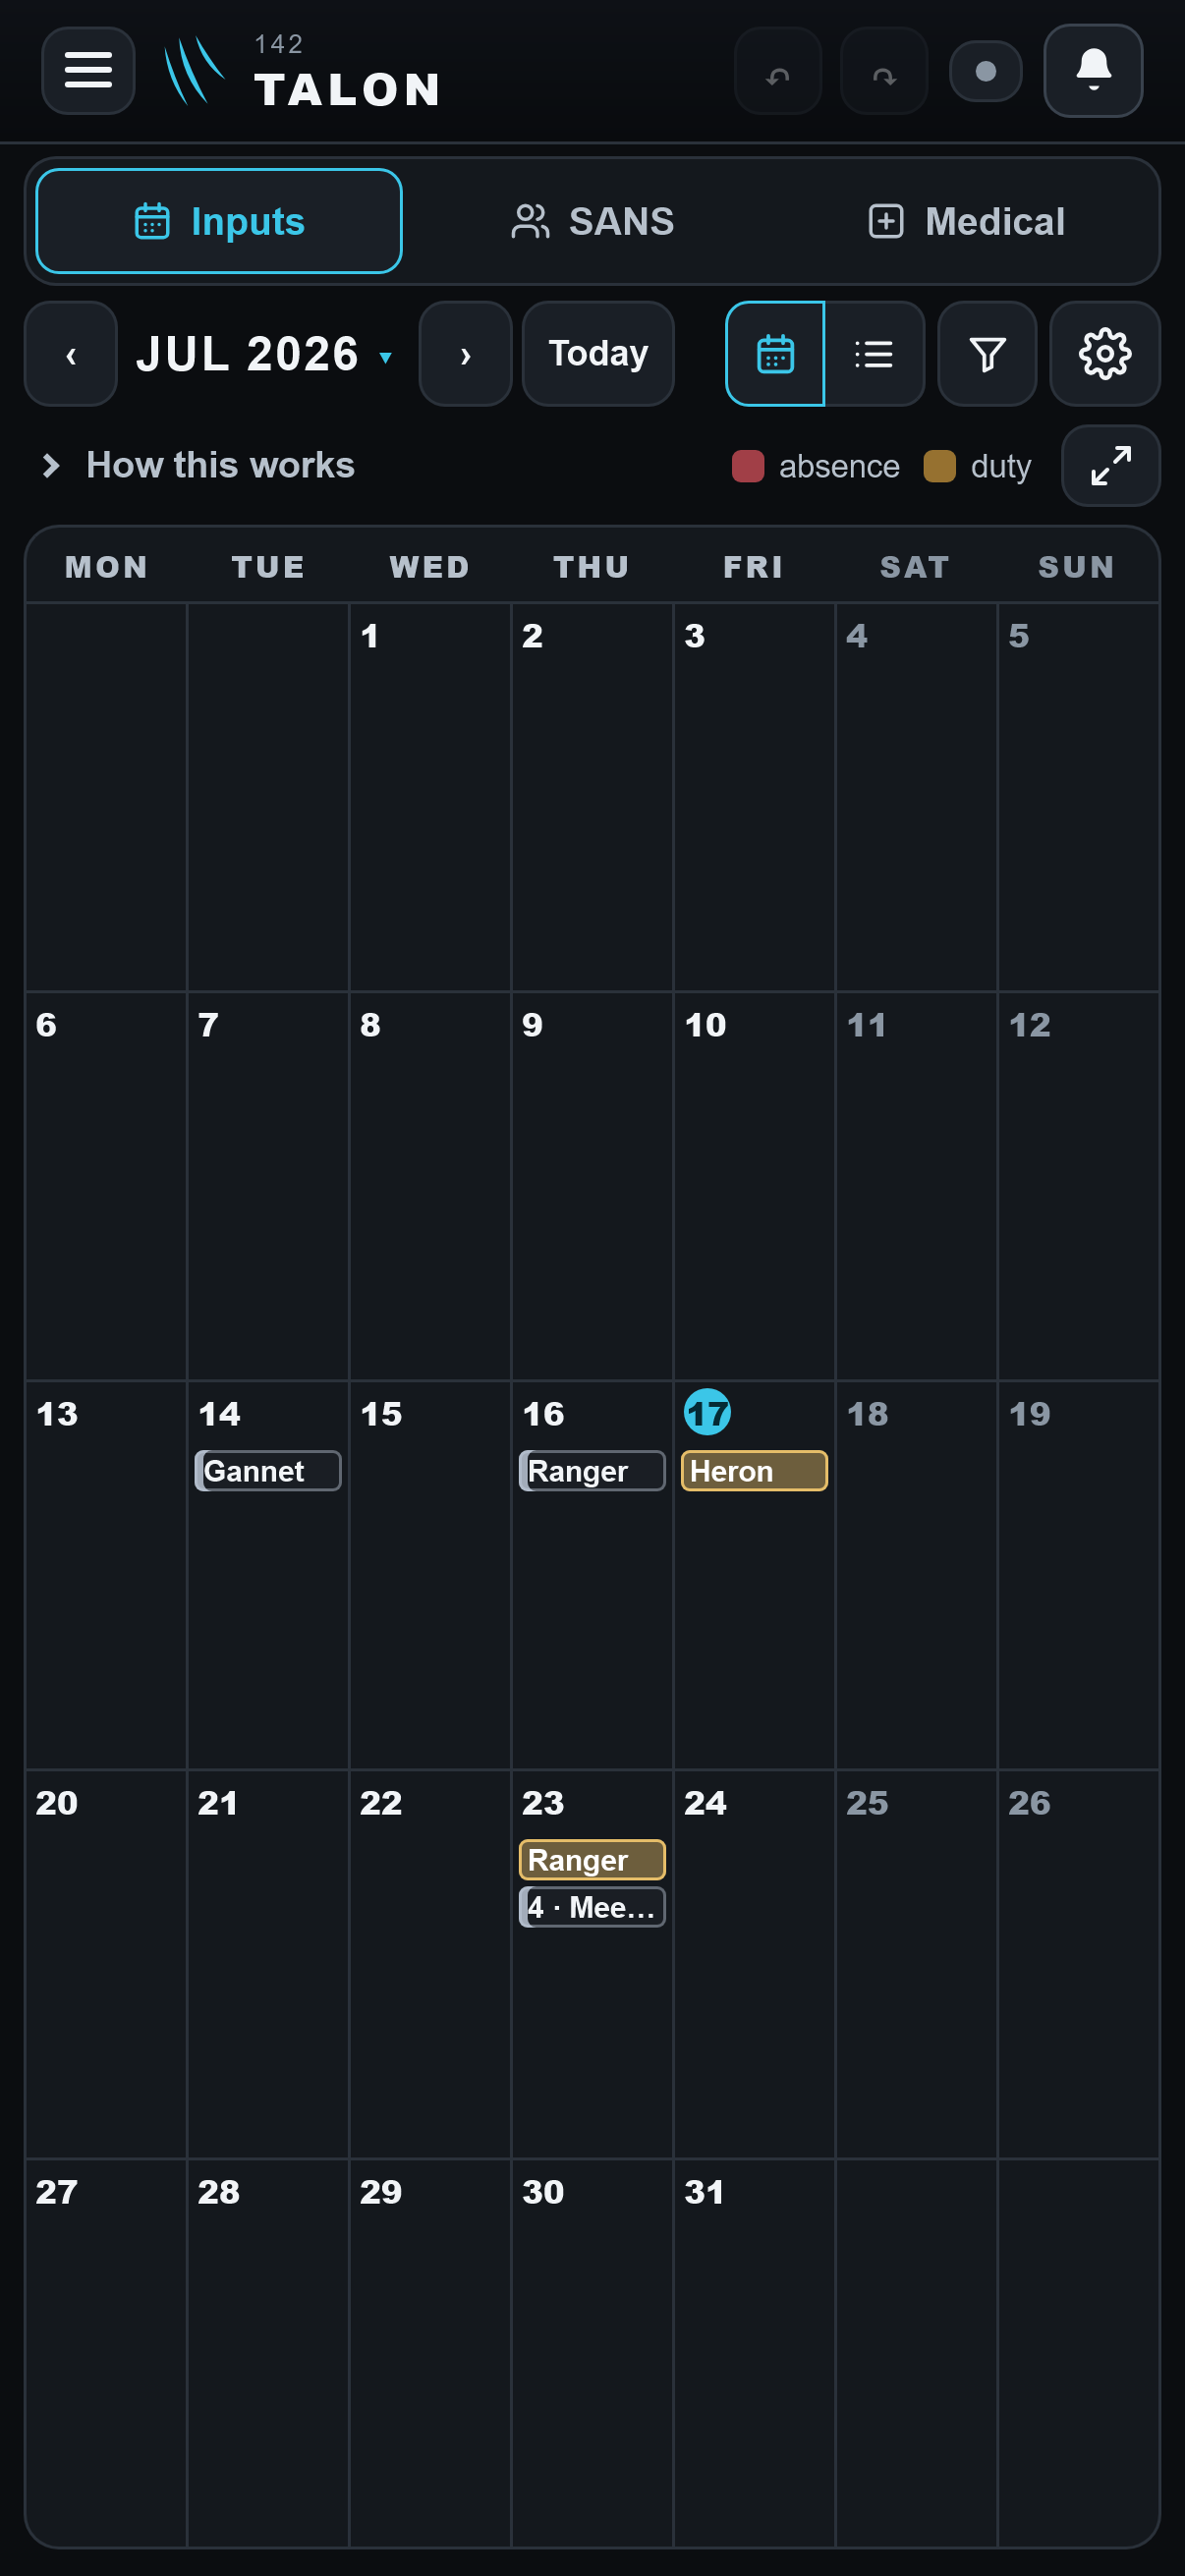 142
TALON
Inputs SANS Medical
‹ JUL 2026 ▾ › Today
How this works absence duty
MON TUE WED THU FRI SAT SUN
1 2 3 4 5
6 7 8 9 10 11 12
13 14 15 16 17 18 19
Gannet Ranger Heron
20 21 22 23 24 25 26
Ranger
4 · Mee…
27 28 29 30 31